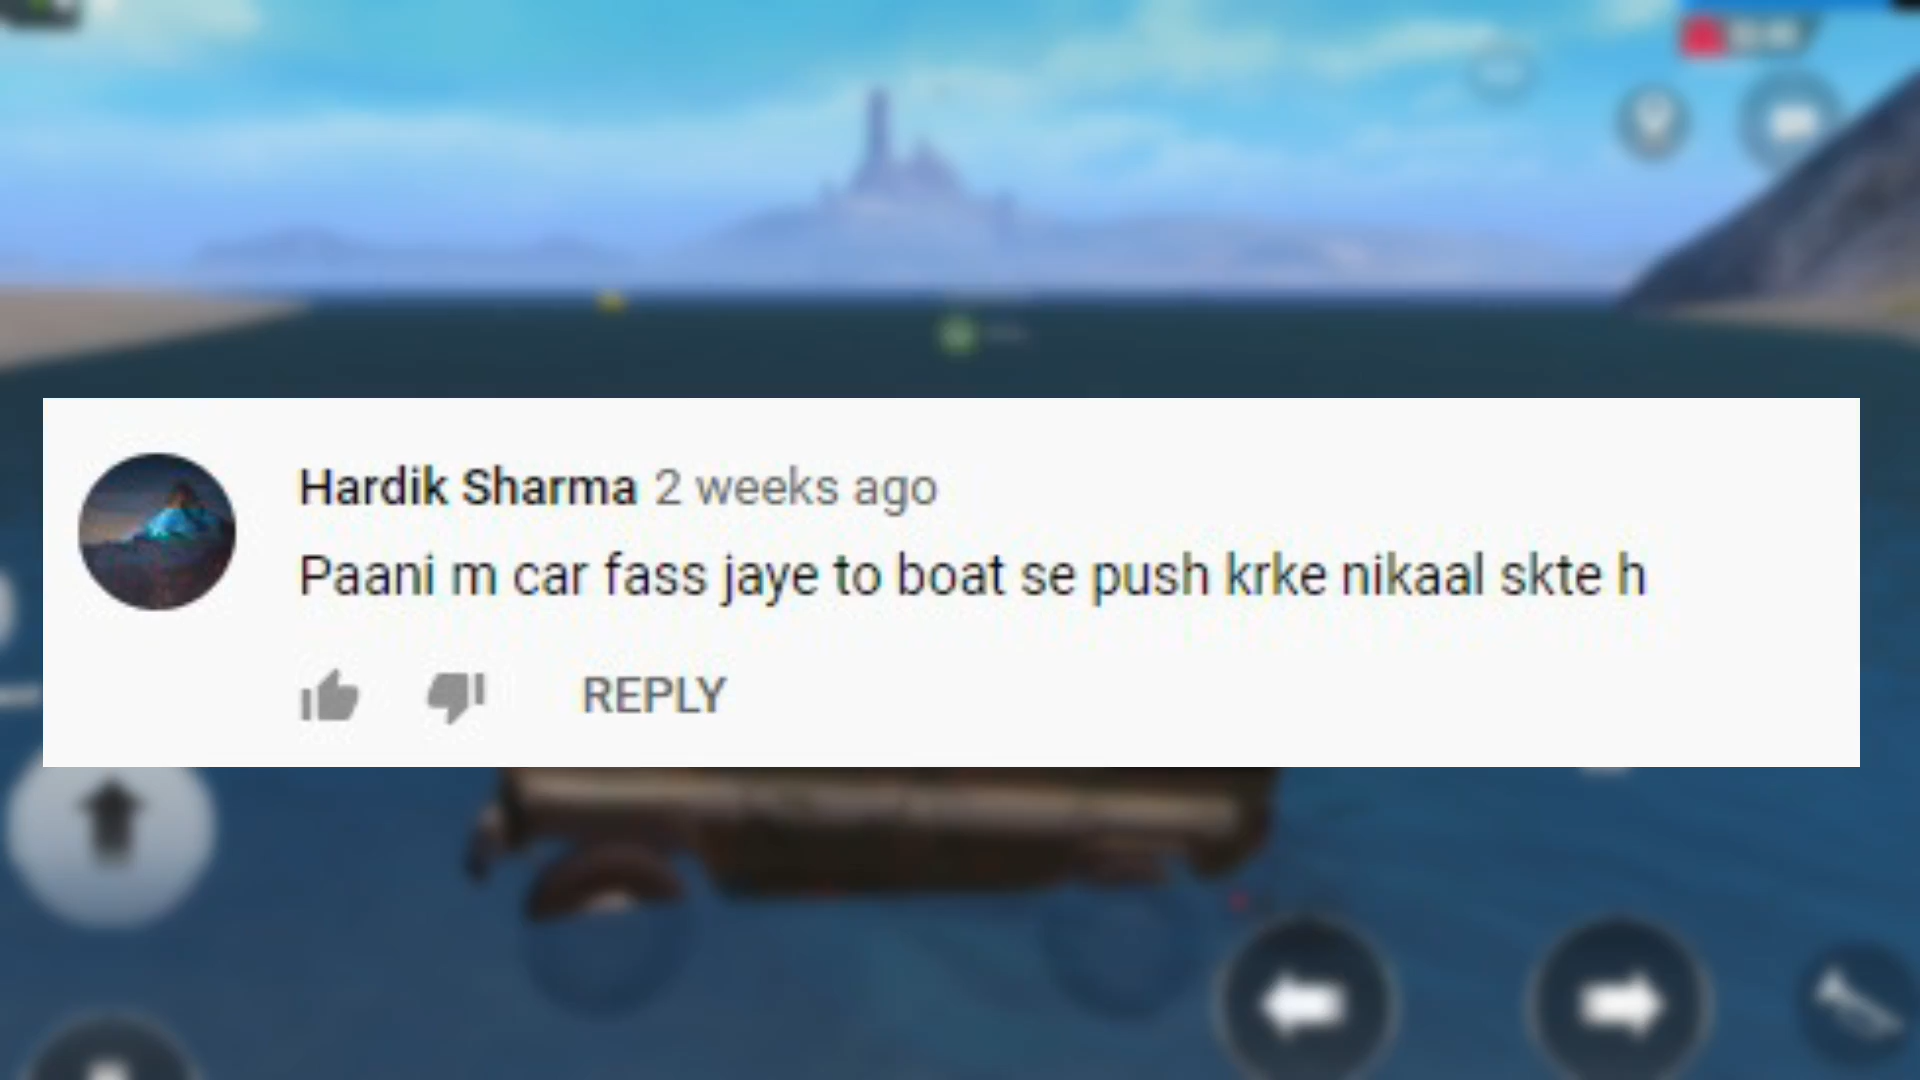 Hardik Sharma 2 weeks ago
Paani m car fass jaye to boat se push krke nikaal skte h
REPLY